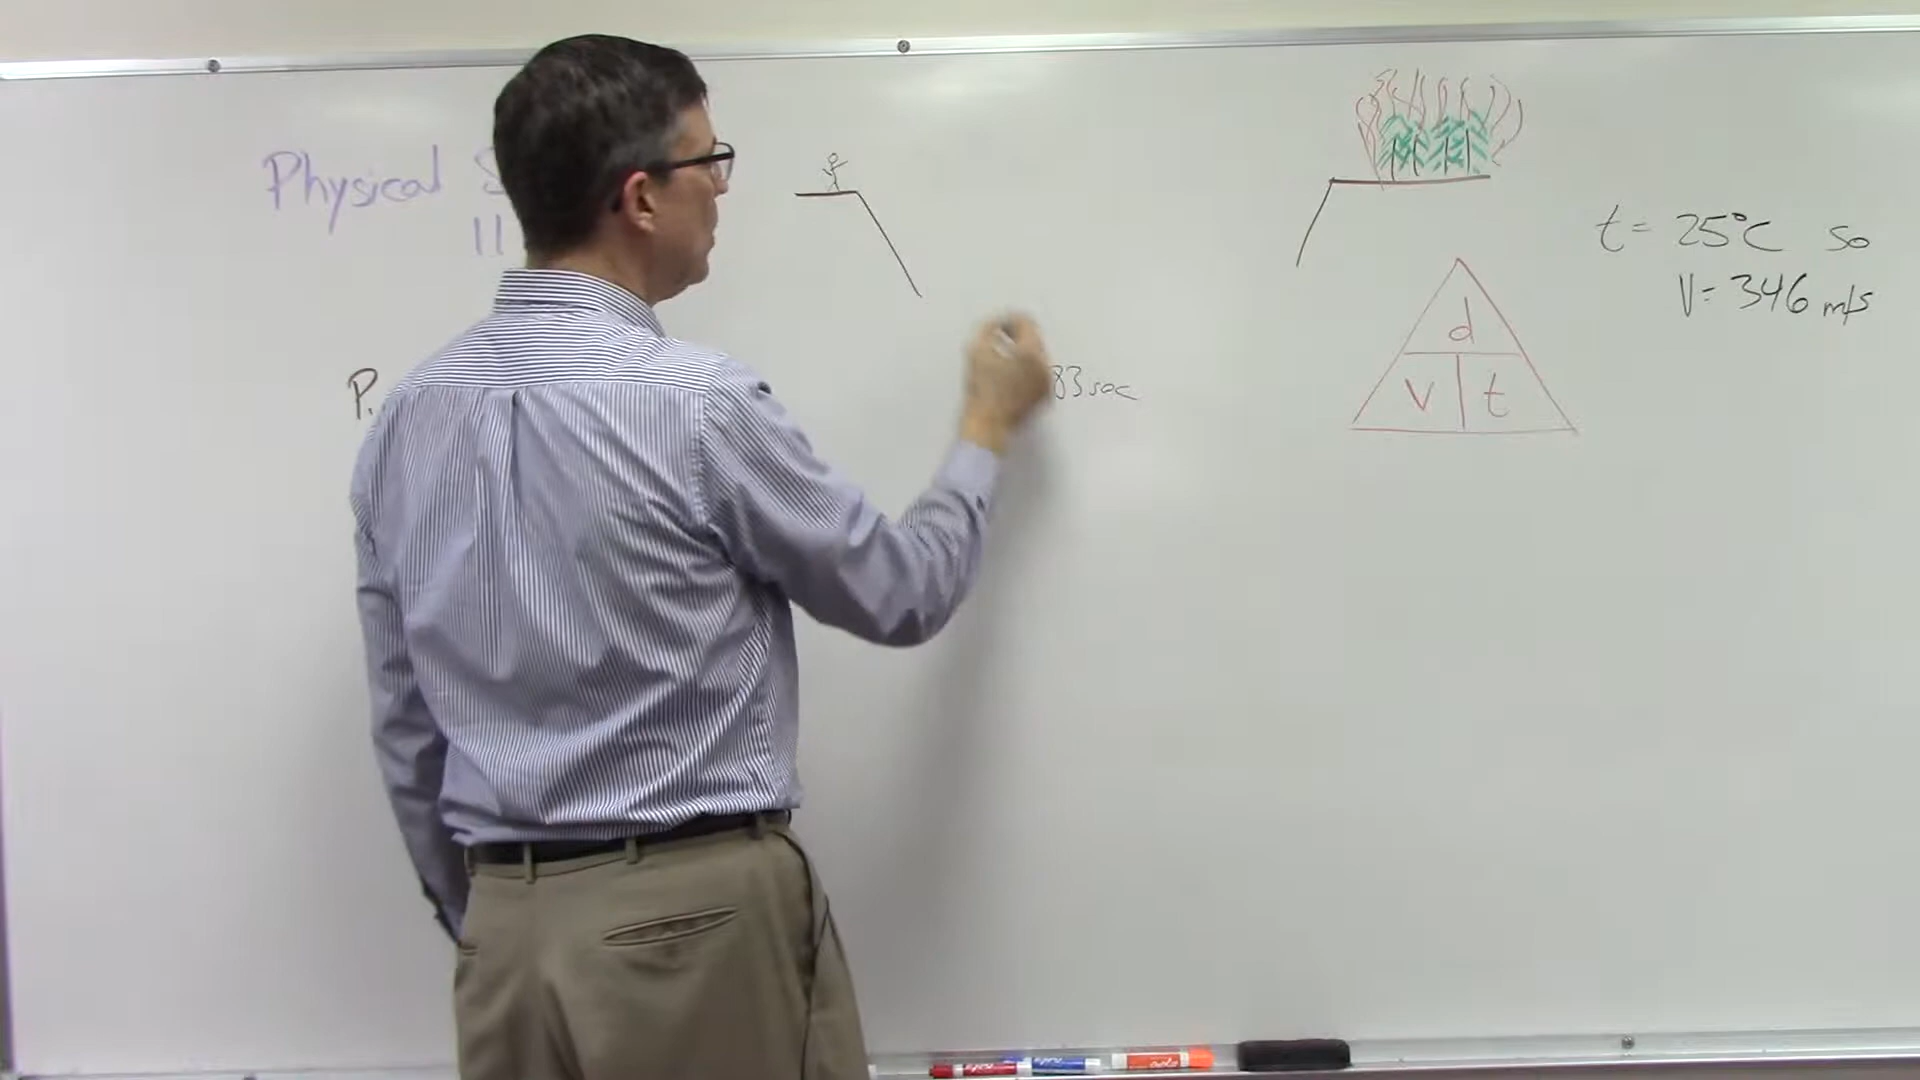 Physical
11
P.
83 sec
t = 25°C so
V = 346 m/s
d
V t